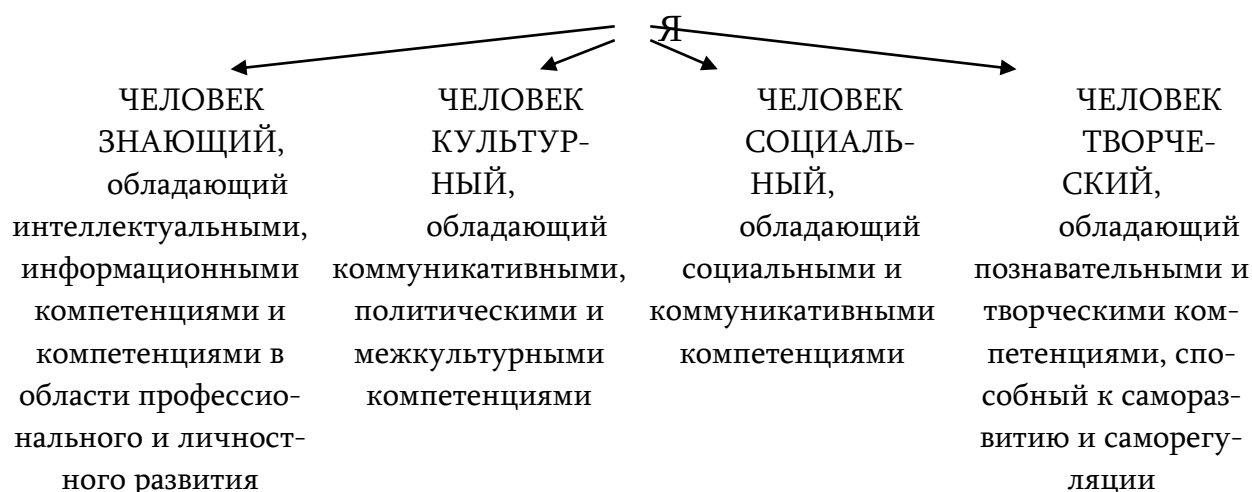 Я
ЧЕЛОВЕК
ЗНАЮЩИЙ,
обладающий
интеллектуальными,
информационными
компетенциями и
компетенциями в
области профессио-
нального и личност-
ного развития
ЧЕЛОВЕК
КУЛЬТУР-
НЫЙ,
обладающий
коммуникативными,
политическими и
межкультурными
компетенциями
ЧЕЛОВЕК
СОЦИАЛЬ-
НЫЙ,
обладающий
социальными и
коммуникативными
компетенциями
ЧЕЛОВЕК
ТВОРЧЕ-
СКИЙ,
обладающий
познавательными и
творческими ком-
петенциями, спо-
собный к самораз-
витию и саморегу-
ляции